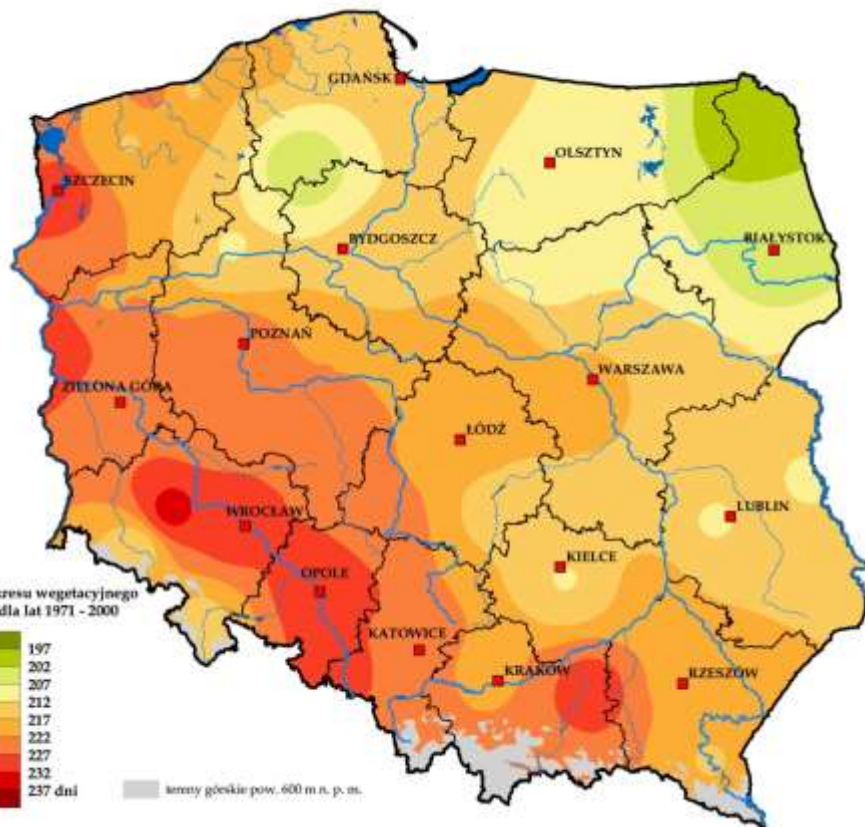 GDAŃSK
OLSZTYN
SZCZECIN
BIAŁYSTOK
BYDGOSZCZ
POZNAŃ
WARSZAWA
ZIELONA GÓRA
ŁÓDŹ
LUBLIN
WROCŁAW
KIELCE
OPOLE
KATOWICE
KRAKÓW
RZESZÓW
resu wegetacyjnego
dla lat 1971 - 2000
197
202
207
212
217
222
227
232
237 dni
tereny górskie pow. 600 m n. p. m.